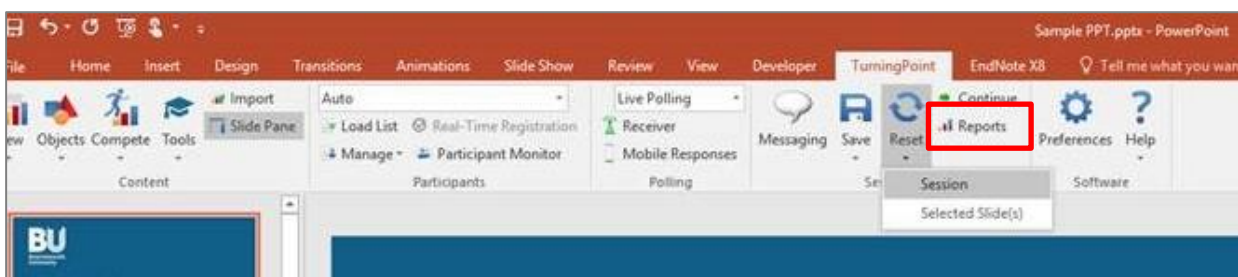 Sample PPT.pptx - PowerPoint
File Home Insert Design Transitions Animations Slide Show Review View Developer TurningPoint EndNote X8 Tell me what you wan
Import Auto Live Polling Continue
Slide Pane Load List Real-Time Registration Receiver Reports
ew Objects Compete Tools Manage Participant Monitor Mobile Responses Messaging Save Reset Preferences Help
Content Participants Polling Se Software
Session
Selected Slide(s)
BU